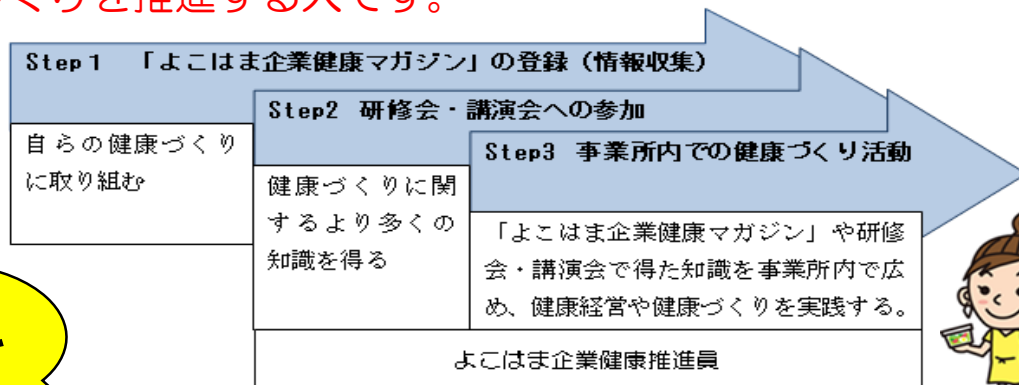 くりを推進する人です。
Step1 「よこはま企業健康マガジン」の登録(情報収集)
自らの健康づくり
に取り組む
Step2 研修会・講演会への参加
健康づくりに関
するより多くの
知識を得る
Step3 事業所内での健康づくり活動
「よこはま企業健康マガジン」や研修
会・講演会で得た知識を事業所内で広
め、健康経営や健康づくりを実践する。
よこはま企業健康推進員